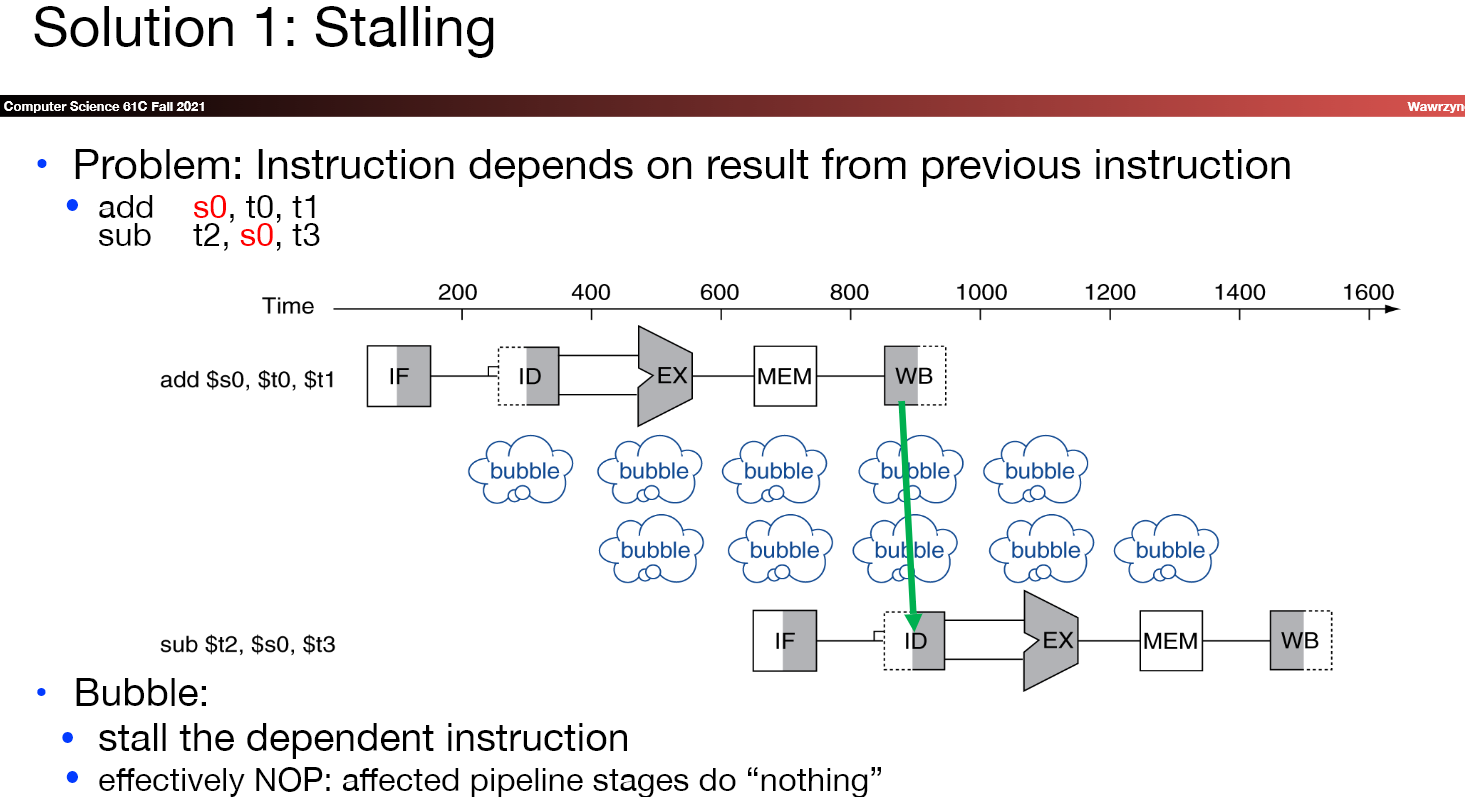 Solution 1: Stalling
Computer Science 61C Fall 2021
Wawrzyn
• Problem: Instruction depends on result from previous instruction
• add s0, t0, t1
sub t2, s0, t3
Time 200 400 600 800 1000 1200 1400 1600
add $s0, $t0, $t1 IF ID EX MEM WB
bubble bubble bubble bubble bubble
bubble bubble bubble bubble bubble
sub $t2, $s0, $t3 IF ID EX MEM WB
• Bubble:
• stall the dependent instruction
• effectively NOP: affected pipeline stages do “nothing”